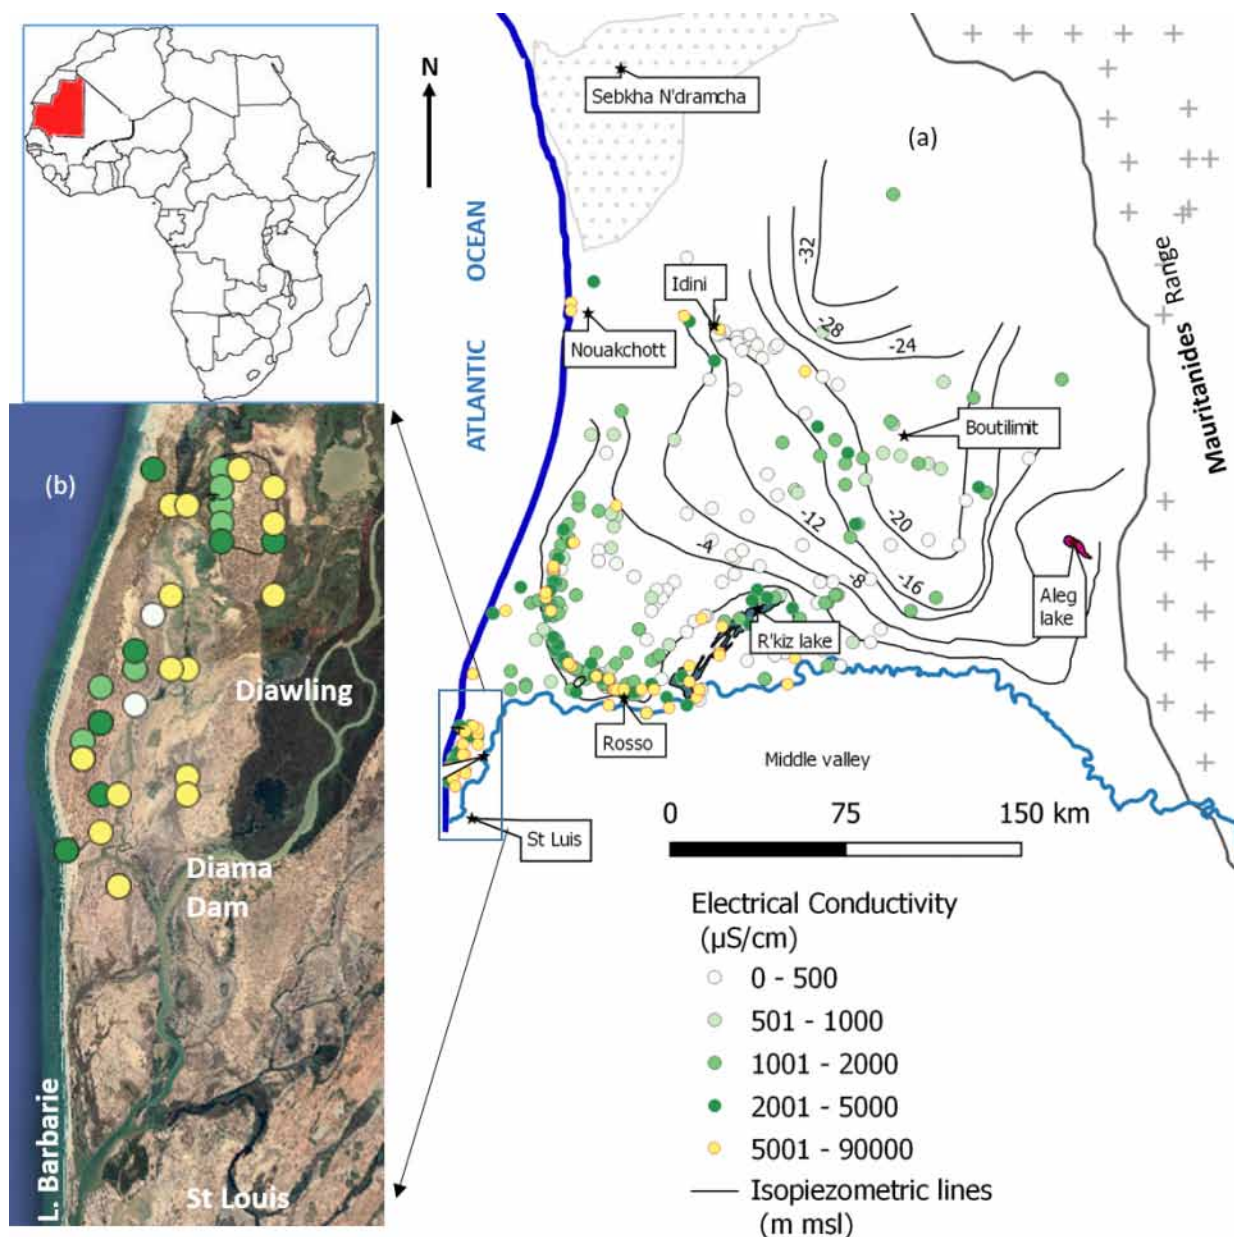 N
Sebkha N'dramcha
(a)
ATLANTIC OCEAN
-32
Idini
-28
-24
Nouakchott
Mauritanides Range
Boutilimit
(b)
-12
-20
-4
-8
-16
Aleg
lake
R'kiz lake
Diawling
Rosso
Middle valley
0 75 150 km
St Luis
Diama
Dam
Electrical Conductivity
(µS/cm)
0 - 500
501 - 1000
1001 - 2000
2001 - 5000
5001 - 90000
Isopiezometric lines
(m msl)
L. Barbarie
St Louis